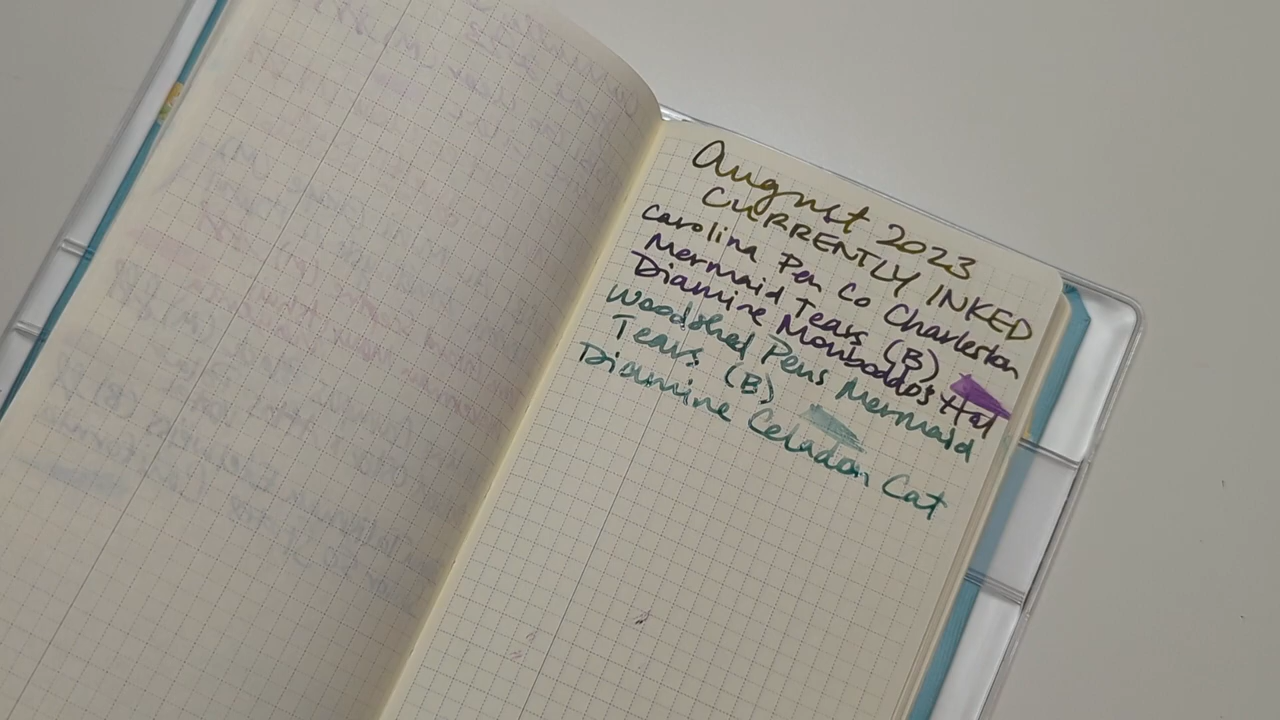 August 2023
CURRENTLY INKED
Carolina Pen Co Charleston
Mermaid Tears (B)
Diamine Monboddo's Hat
Woodshed Pens Mermaid
Tears (B)
Diamine Celadon Cat